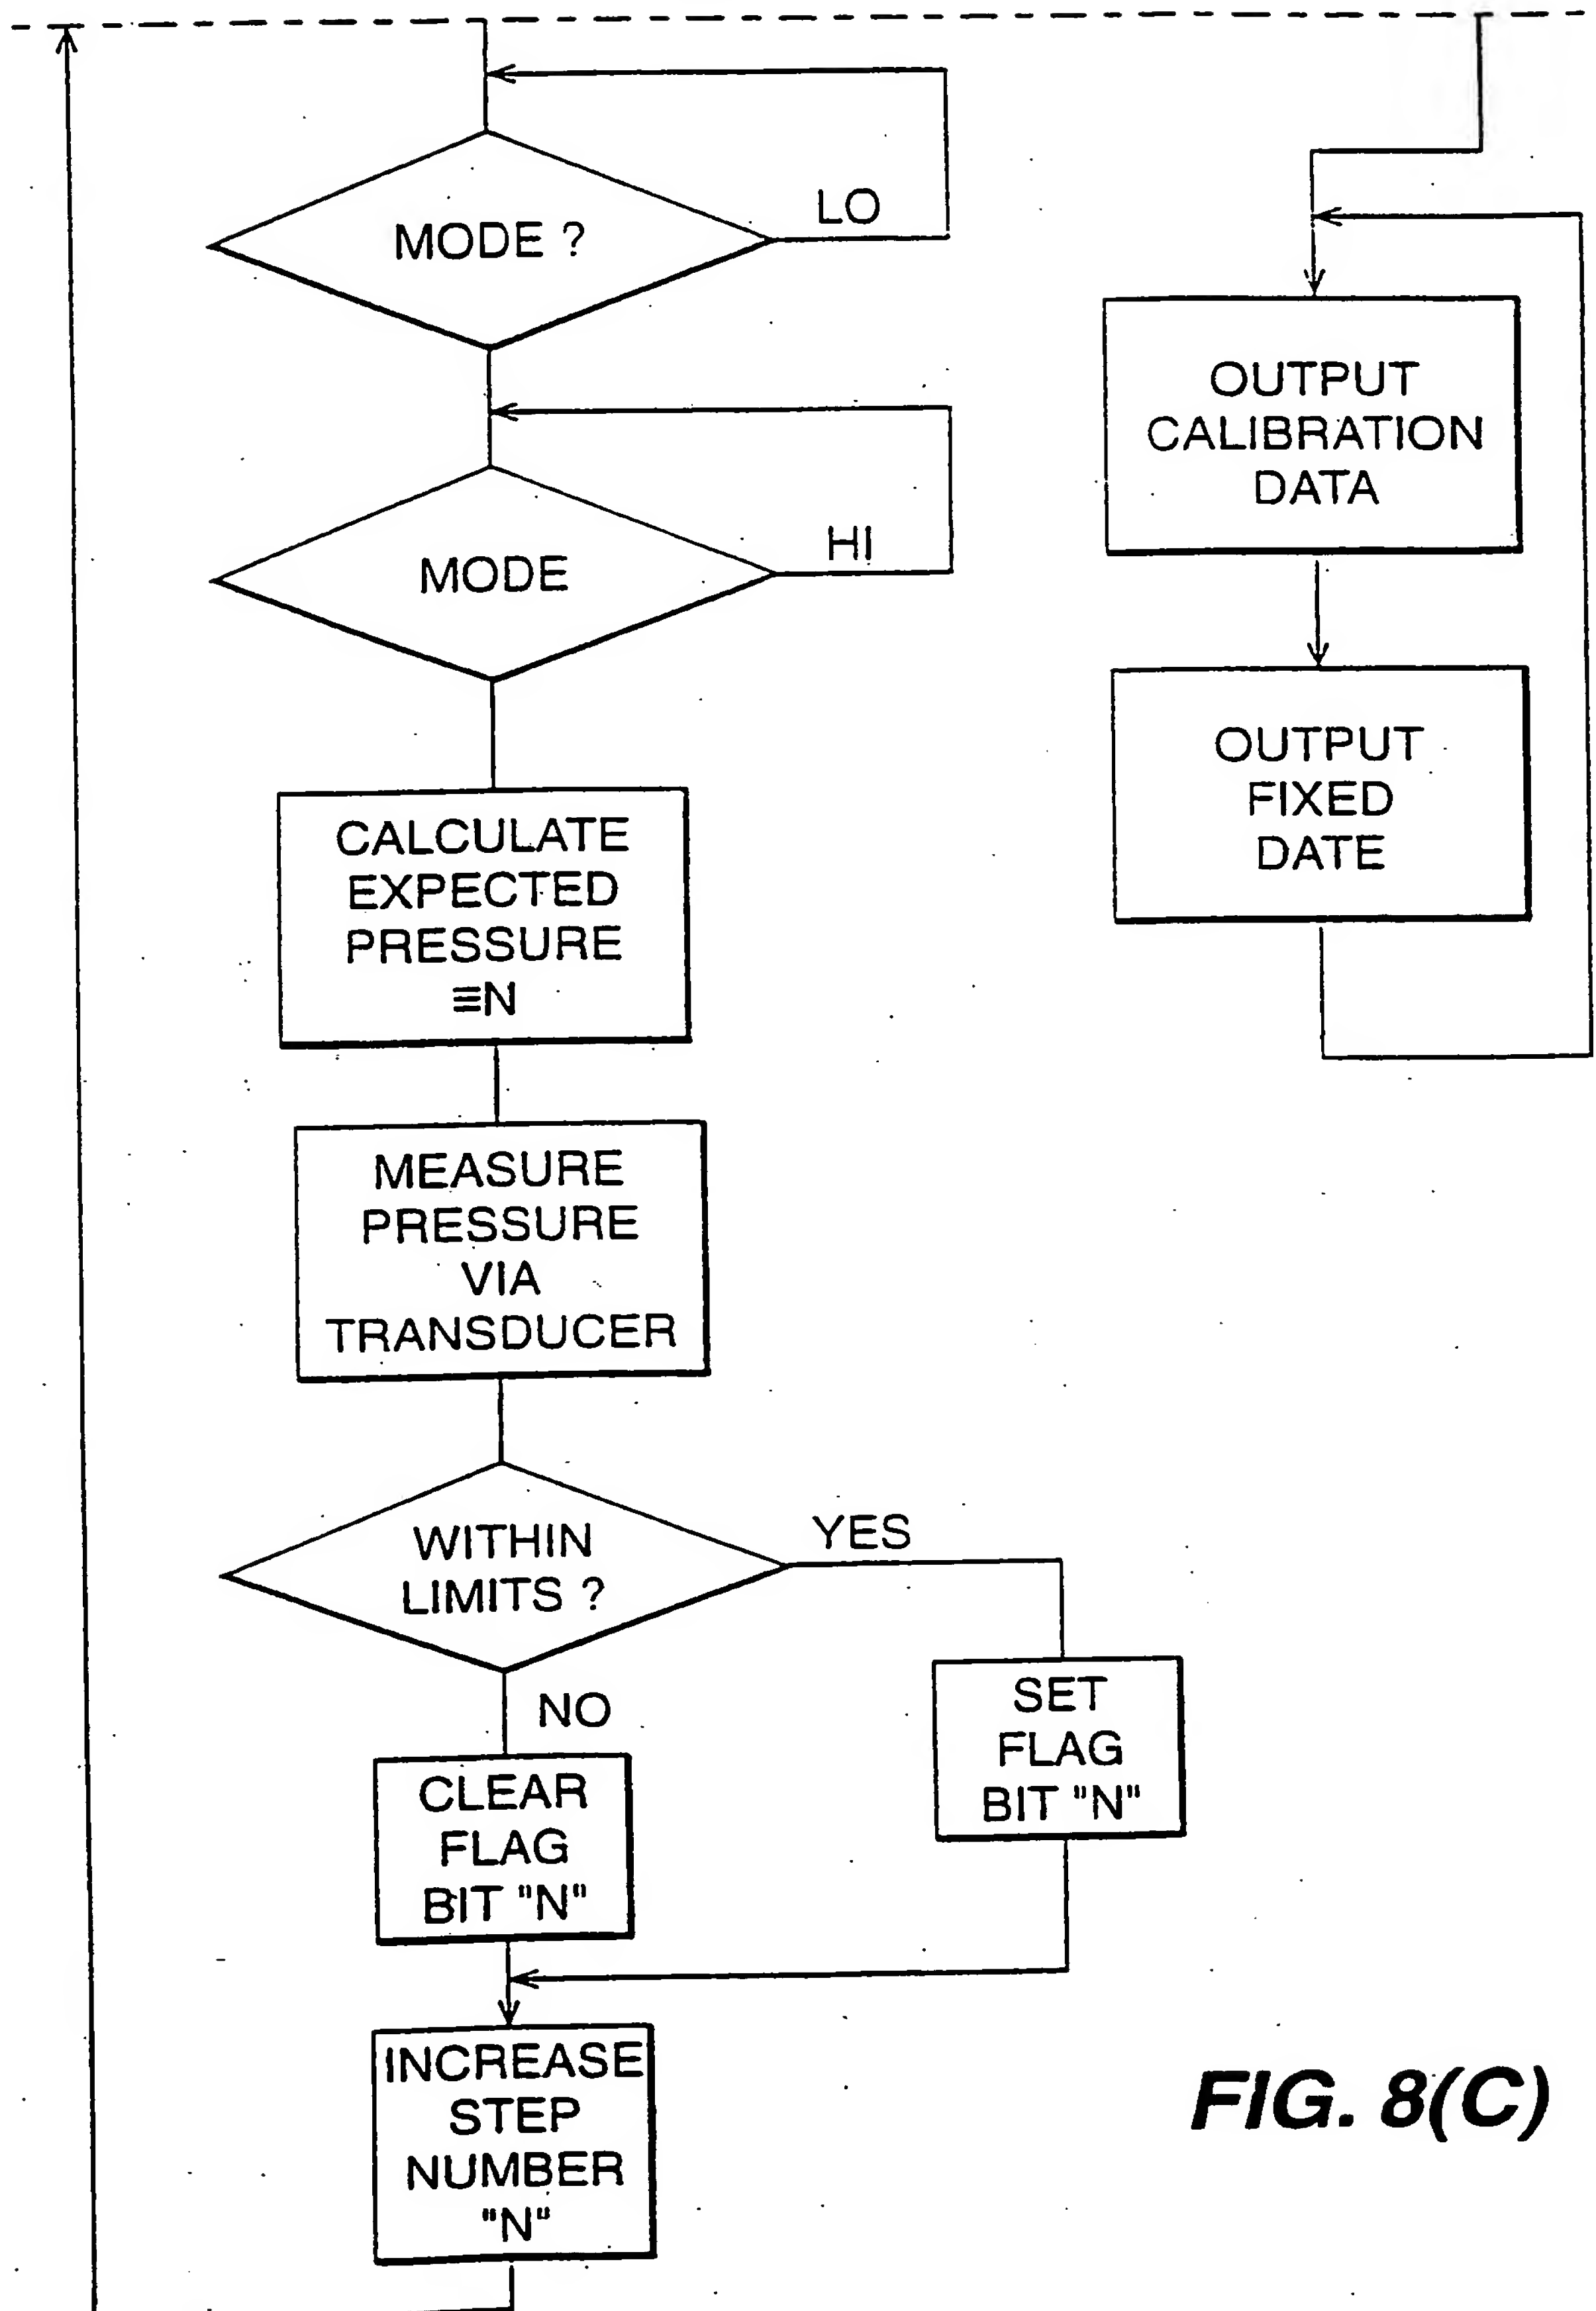 LO
MODE ?
HI
MODE
CALCULATE
EXPECTED
PRESSURE
≡N
MEASURE
PRESSURE
VIA
TRANSDUCER
WITHIN
LIMITS ?
YES
NO
CLEAR
FLAG
BIT "N"
SET
FLAG
BIT "N"
INCREASE
STEP
NUMBER
"N"
OUTPUT
CALIBRATION
DATA
OUTPUT
FIXED
DATE
FIG. 8(C)